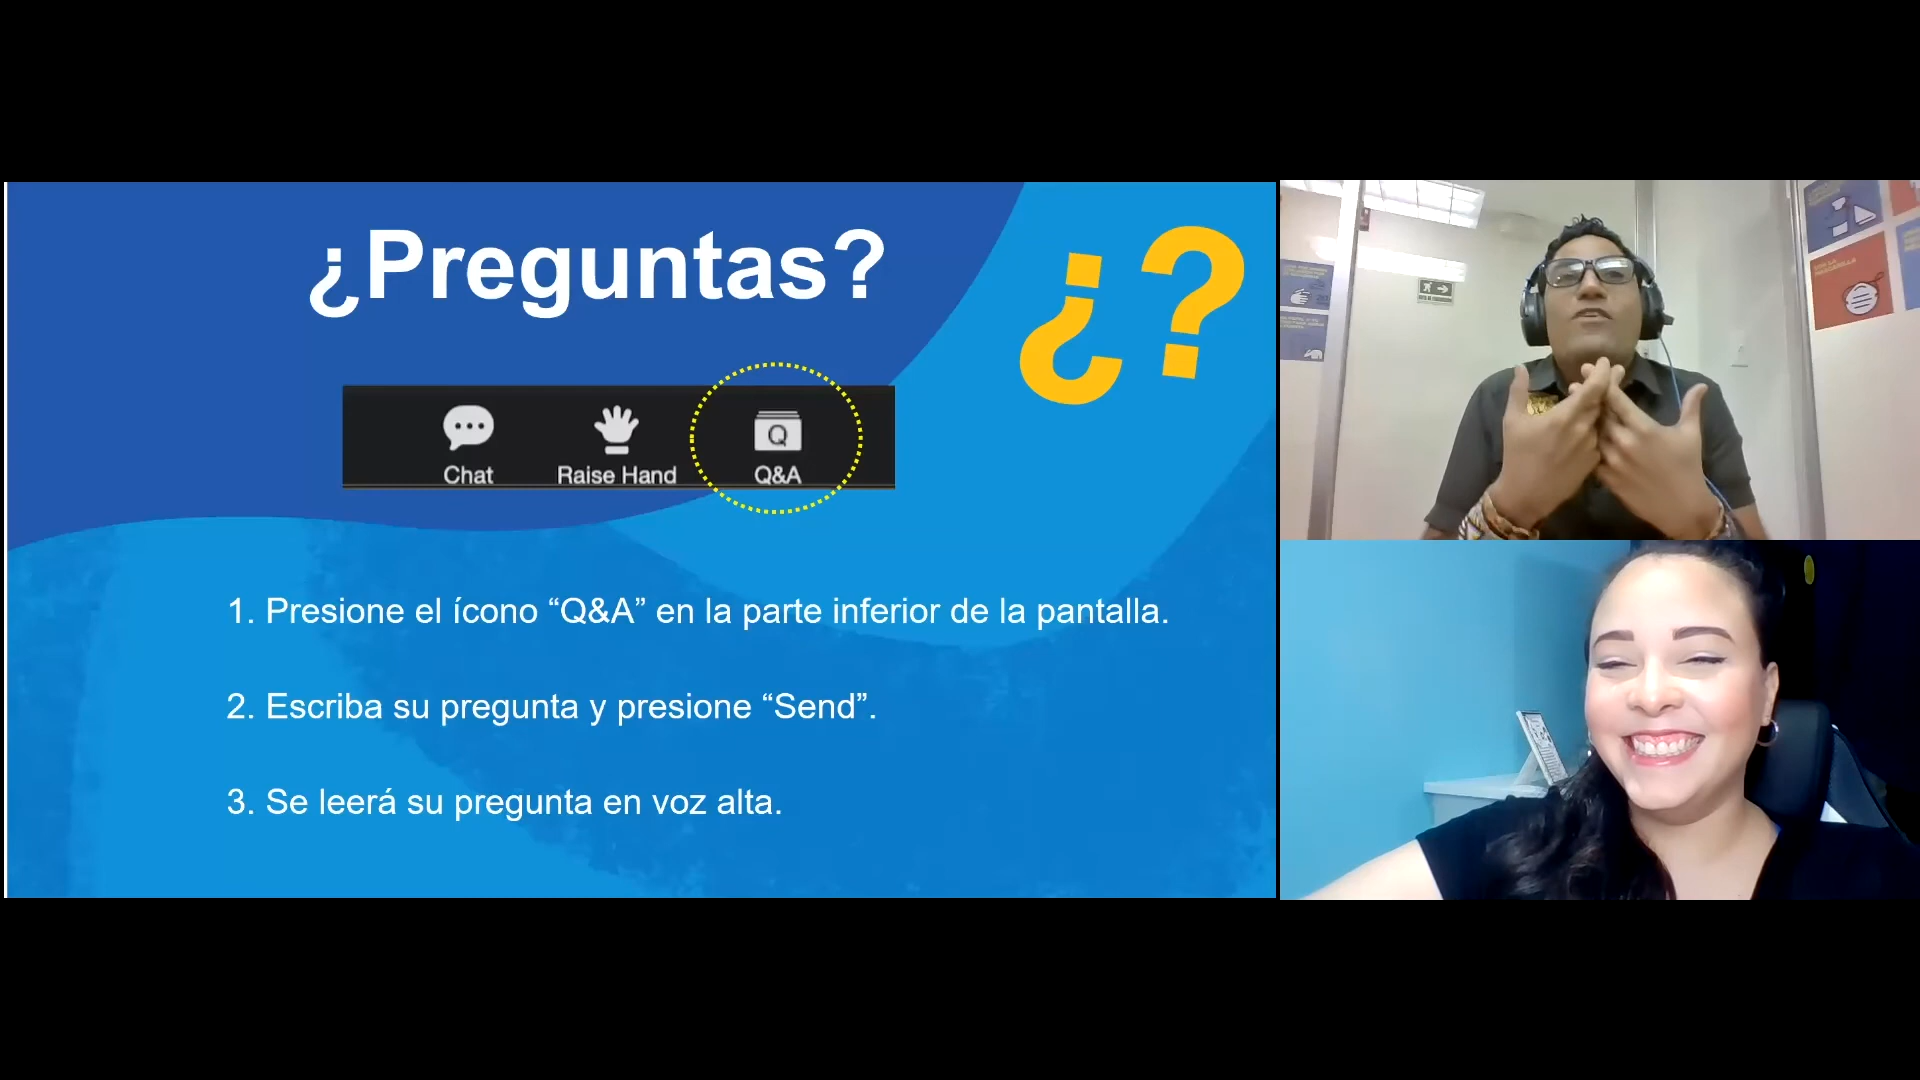 ¿Preguntas?
¿?
Chat
Raise Hand
Q
Q&A
1. Presione el ícono “Q&A” en la parte inferior de la pantalla.
2. Escriba su pregunta y presione “Send”.
3. Se leerá su pregunta en voz alta.